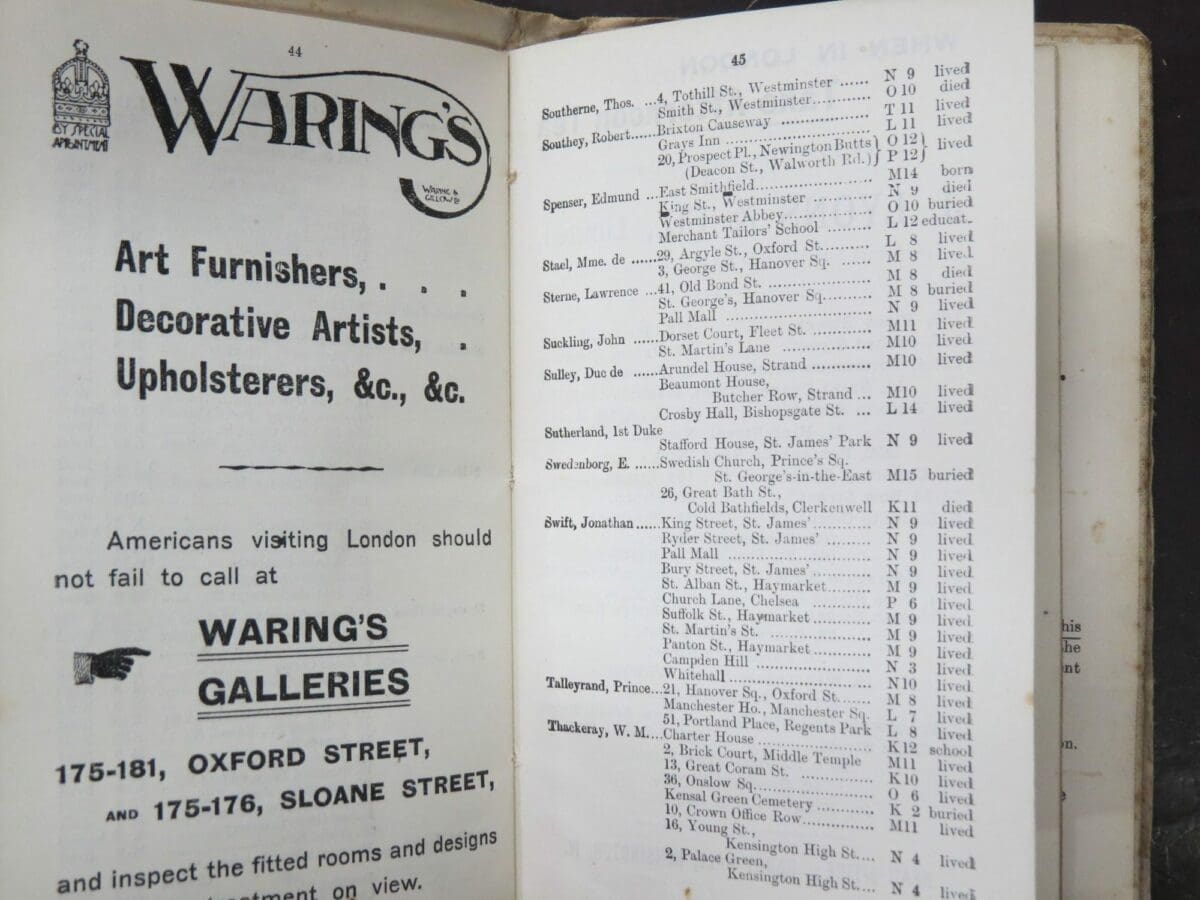 44
BY SPECIAL
APPOINTMENT
WARING'S
WARING &
GILLOW LD
Art Furnishers, . . .
Decorative Artists, .
Upholsterers, &c., &c.
Americans visiting London should
not fail to call at
WARING'S
GALLERIES
175-181, OXFORD STREET,
AND 175-176, SLOANE STREET,
and inspect the fitted rooms and designs
on view.
45
Southerne, Thos. ...4, Tothill St., Westminster ...... N 9 lived
Smith St., Westminster............ O 10 died
Southey, Robert......Brixton Causeway .................. T 11 lived
Grays Inn .............................. L 11 lived
20, Prospect Pl., Newington Butts } O 12 } lived
(Deacon St., Walworth Rd.) } P 12 }
Spenser, Edmund ...East Smithfield........................ M14 born
King St., Westminster ............ N 9 died
Westminster Abbey.................. O 10 buried
Merchant Tailors' School ......... L 12 educat.
Stael, Mme. de ......29, Argyle St., Oxford St.......... L 8 lived
3, George St., Hanover Sq. ...... M 8 lived
Sterne, Lawrence ...41, Old Bond St. ..................... M 8 died
St. George's, Hanover Sq.......... M 8 buried
Pall Mall .............................. N 9 lived
Suckling, John ......Dorset Court, Fleet St. ............ M11 lived
St. Martin's Lane .................. M10 lived
Sulley, Duc de ......Arundel House, Strand ............ M10 lived
Beaumont House,
Butcher Row, Strand ... M10 lived
Crosby Hall, Bishopsgate St. ... L 14 lived
Sutherland, 1st Duke
Stafford House, St. James' Park N 9 lived
Swedenborg, E. ......Swedish Church, Prince's Sq.
St. George's-in-the-East M15 buried
26, Great Bath St.,
Cold Bathfields, Clerkenwell K11 died
Swift, Jonathan......King Street, St. James'............ N 9 lived
Ryder Street, St. James' ......... N 9 lived
Pall Mall .............................. N 9 lived
Bury Street, St. James'............ N 9 lived
St. Alban St., Haymarket......... M 9 lived
Church Lane, Chelsea ............ P 6 lived
Suffolk St., Haymarket ............ M 9 lived
St. Martin's St. ..................... M 9 lived
Panton St., Haymarket............ M 9 lived
Campden Hill ........................ N 3 lived
Whitehall .............................. N10 lived
Talleyrand, Prince...21, Hanover Sq., Oxford St....... M 8 lived
Manchester Ho., Manchester Sq. L 7 lived
51, Portland Place, Regents Park L 8 lived
Thackeray, W. M....Charter House ..................... K12 school
2, Brick Court, Middle Temple M11 lived
13, Great Coram St. ............... K10 lived
36, Onslow Sq. ..................... O 6 lived
Kensal Green Cemetery ............ K 2 buried
10, Crown Office Row............... M11 lived
16, Young St.,
Kensington High St.... N 4 lived
2, Palace Green,
Kensington High St.... N 4 lived